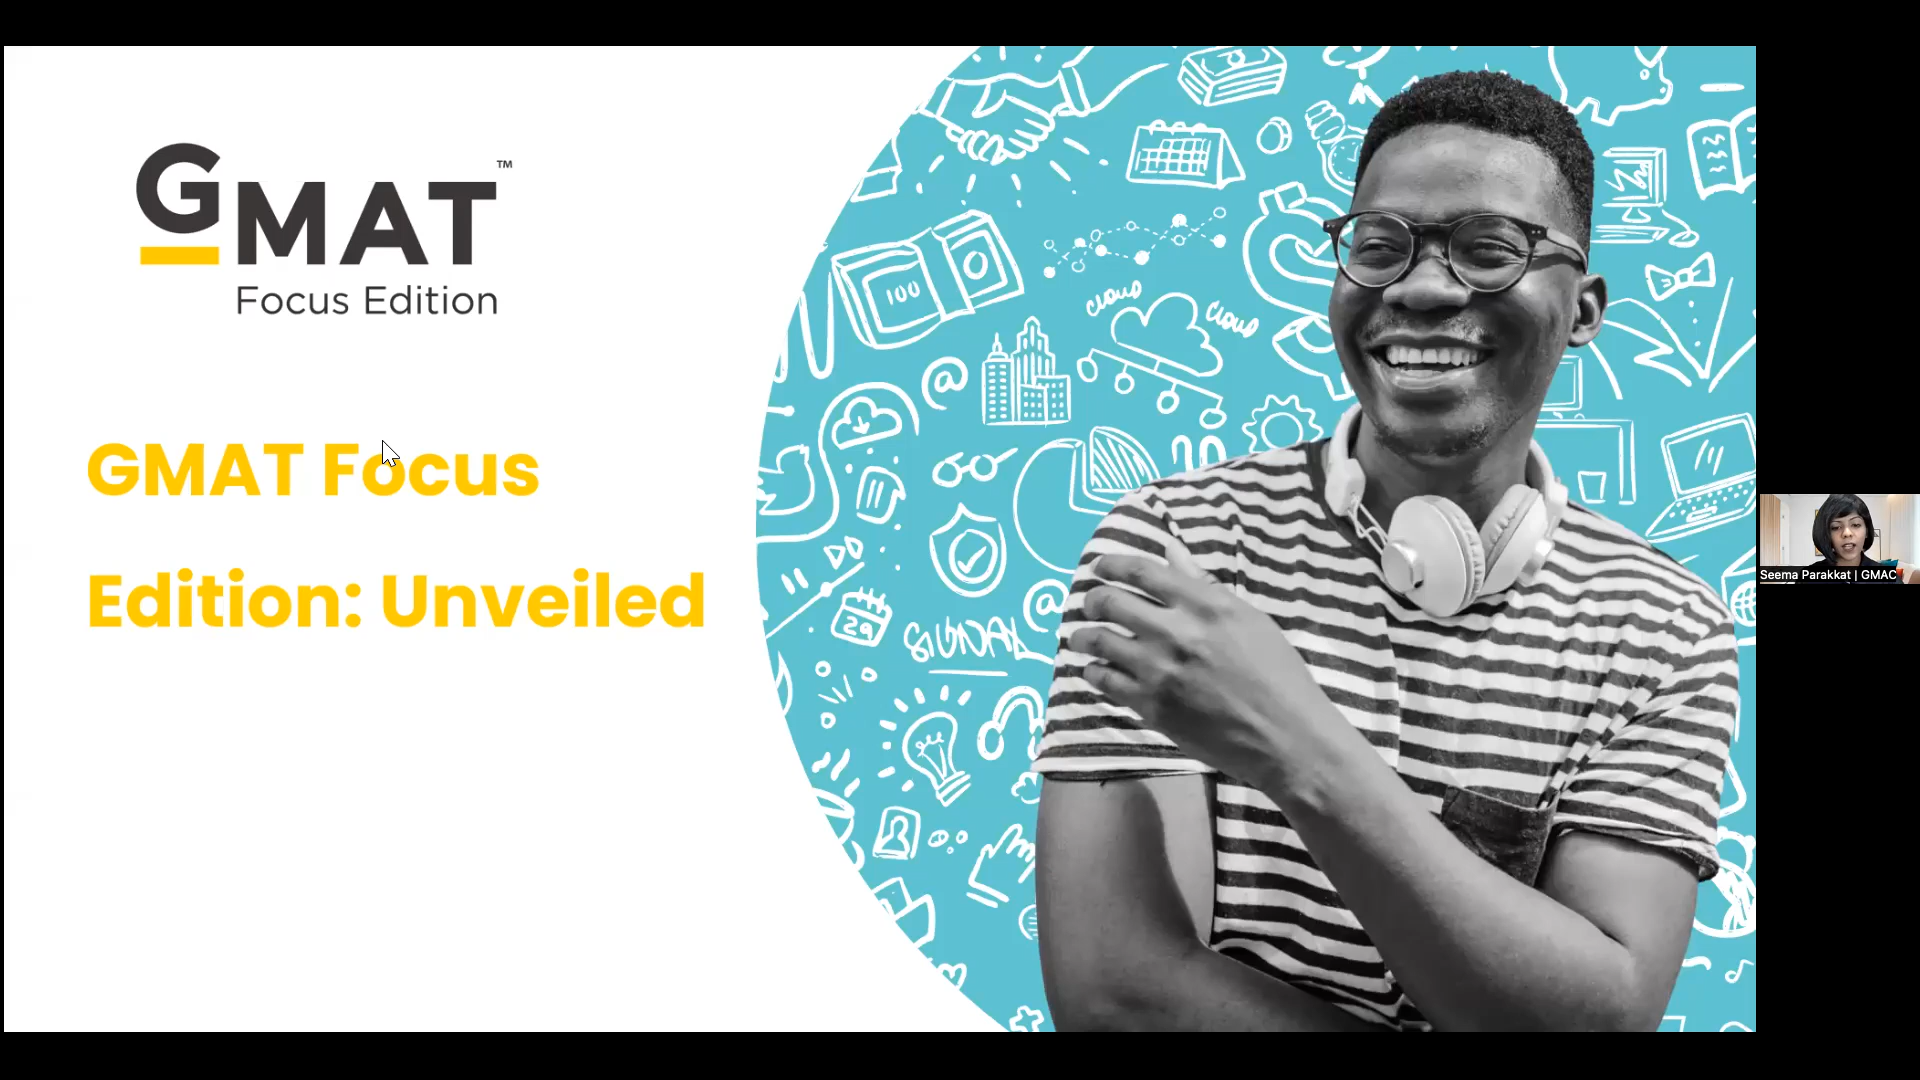 GMAT™
Focus Edition
GMAT Focus
Edition: Unveiled
100
cloud
cloud
29
SIGNAL
Seema Parakkat | GMAC